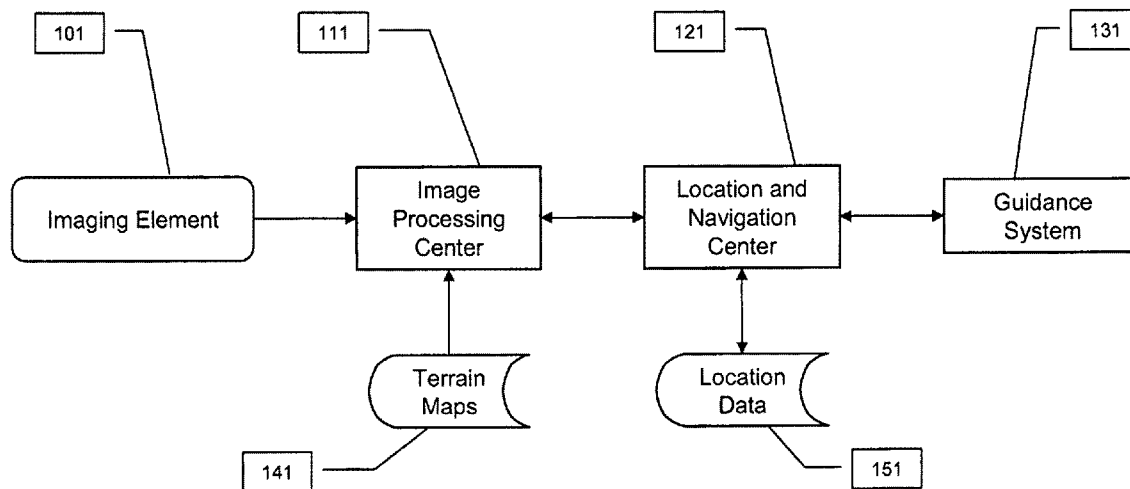 101
111
121
131
Imaging Element
Image
Processing
Center
Location and
Navigation
Center
Guidance
System
Terrain
Maps
Location
Data
141
151